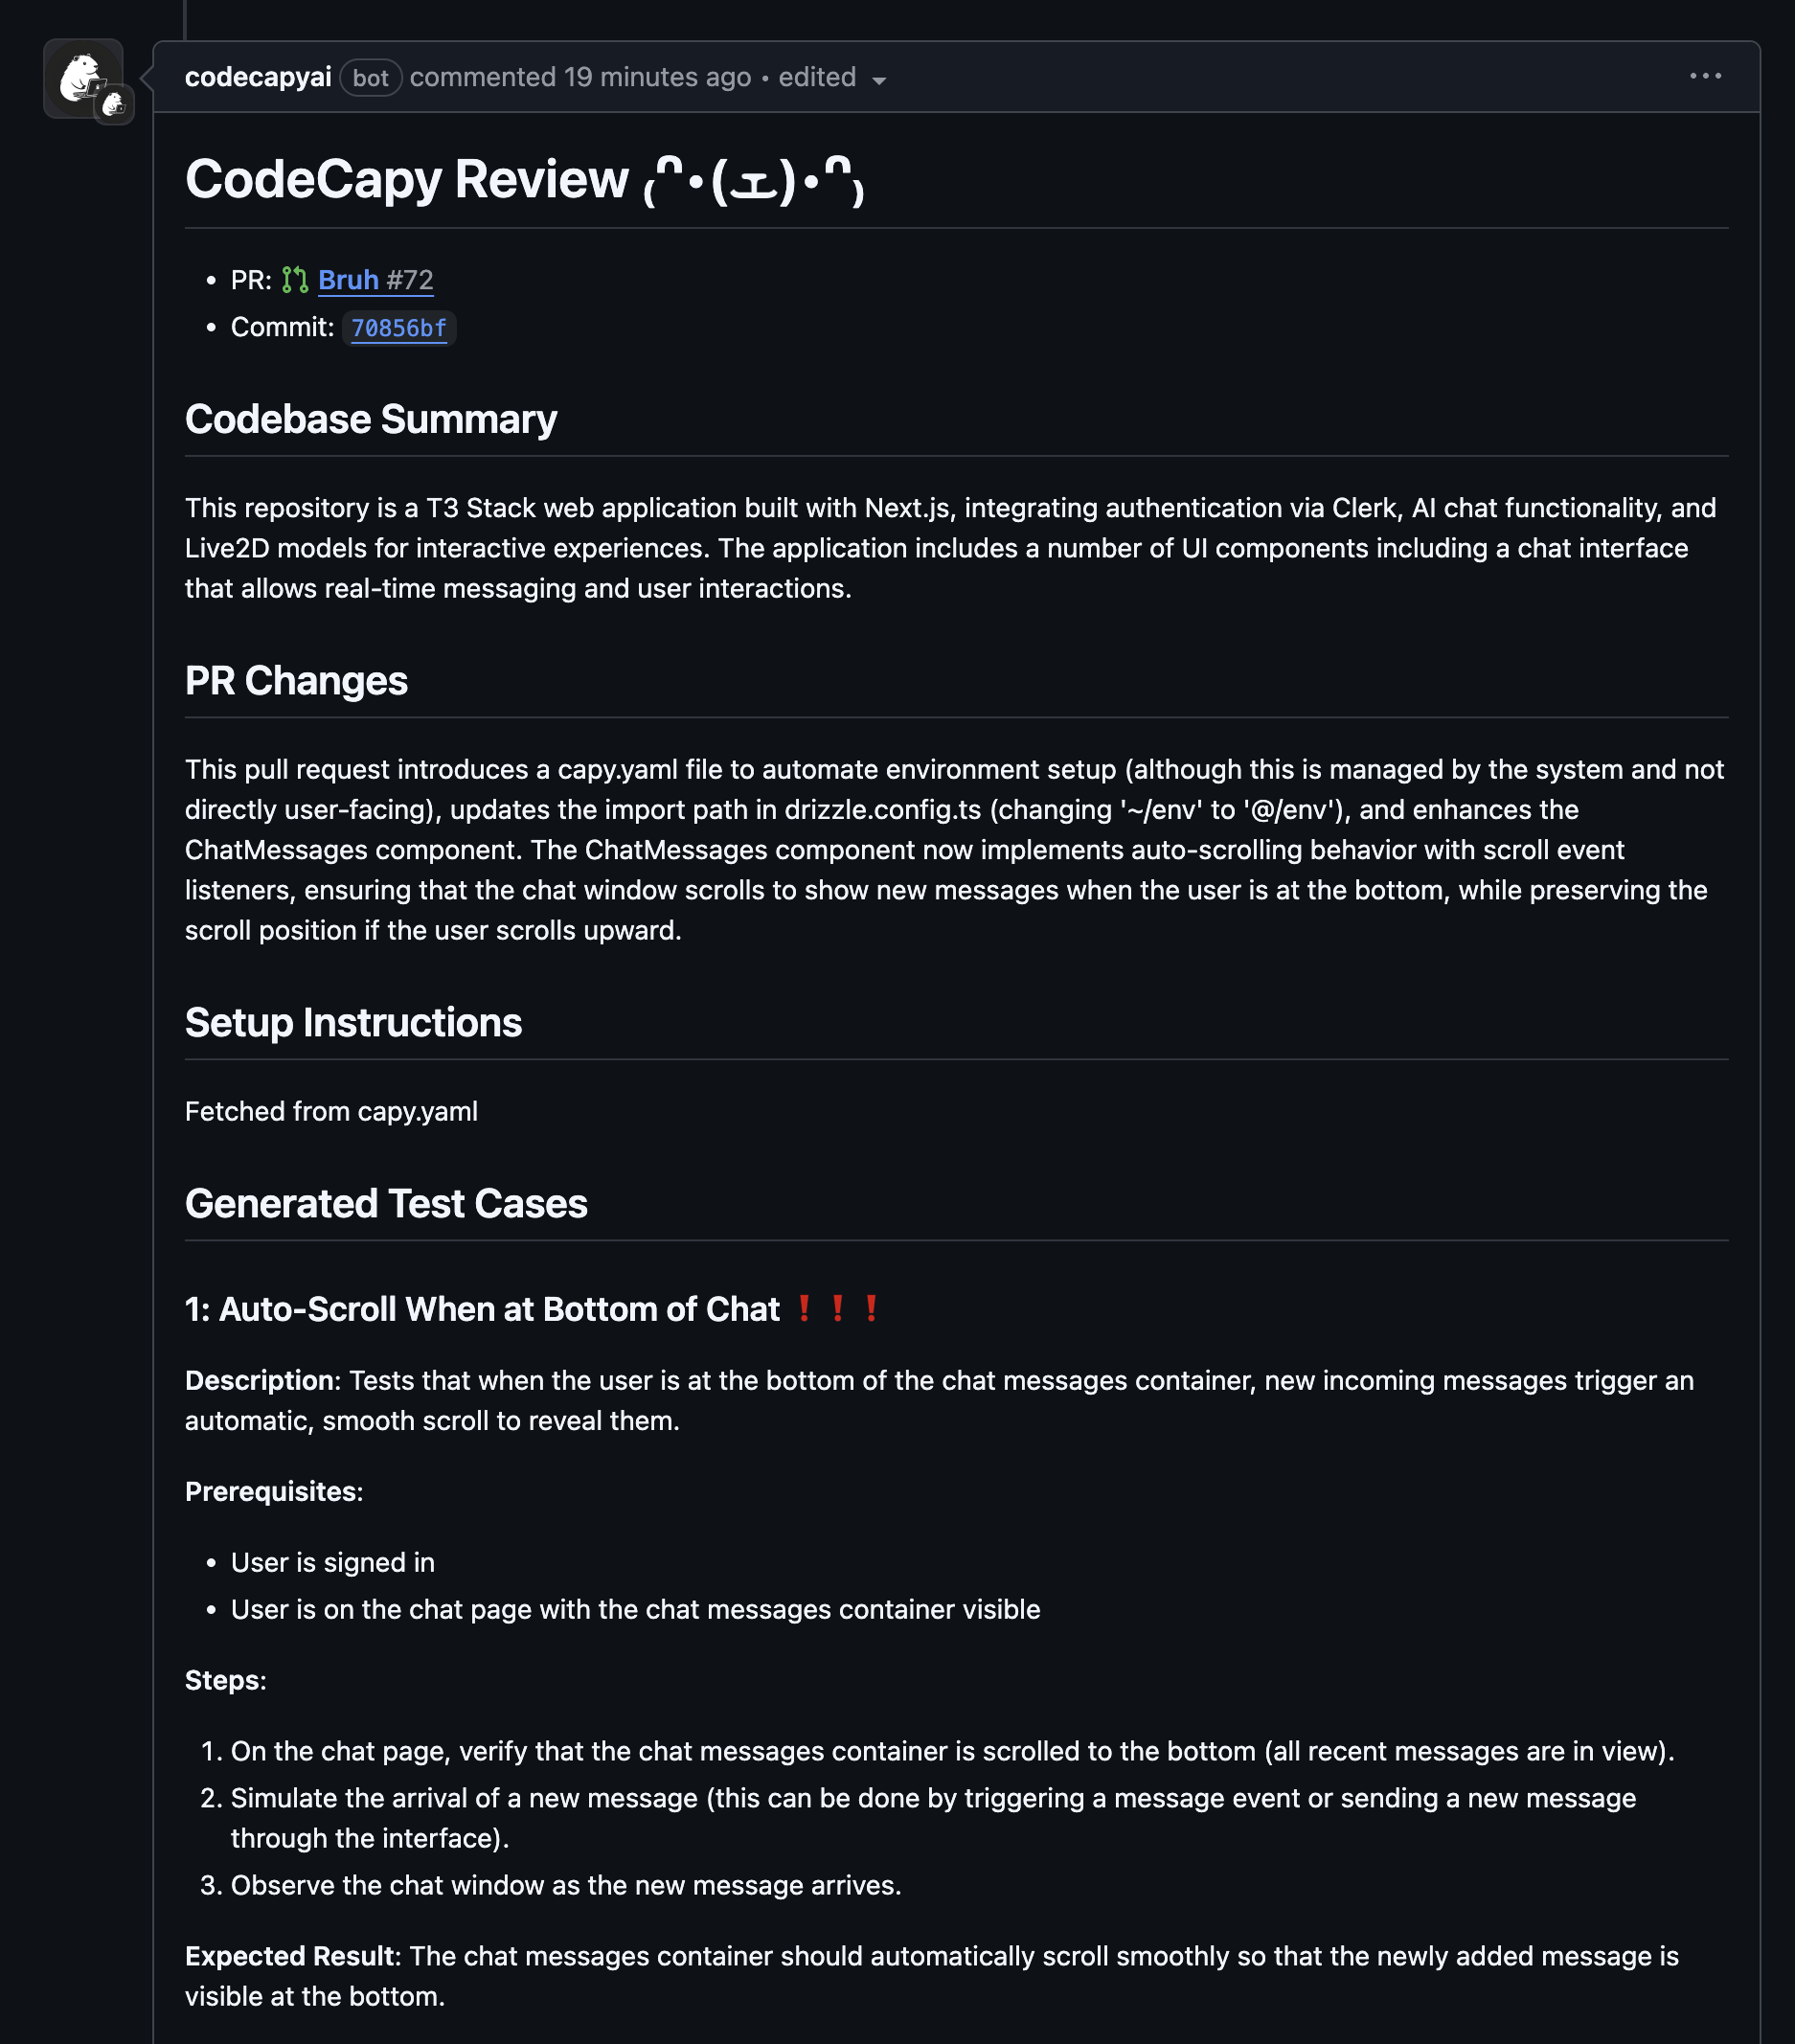 codecapyai bot commented 19 minutes ago • edited
CodeCapy Review ₍ᐢ•(ܫ)•ᐢ₎
PR: Bruh #72
Commit: 70856bf
Codebase Summary
This repository is a T3 Stack web application built with Next.js, integrating authentication via Clerk, AI chat functionality, and
Live2D models for interactive experiences. The application includes a number of UI components including a chat interface
that allows real-time messaging and user interactions.
PR Changes
This pull request introduces a capy.yaml file to automate environment setup (although this is managed by the system and not
directly user-facing), updates the import path in drizzle.config.ts (changing '~/env' to '@/env'), and enhances the
ChatMessages component. The ChatMessages component now implements auto-scrolling behavior with scroll event
listeners, ensuring that the chat window scrolls to show new messages when the user is at the bottom, while preserving the
scroll position if the user scrolls upward.
Setup Instructions
Fetched from capy.yaml
Generated Test Cases
1: Auto-Scroll When at Bottom of Chat ❗❗❗
Description: Tests that when the user is at the bottom of the chat messages container, new incoming messages trigger an
automatic, smooth scroll to reveal them.
Prerequisites:
User is signed in
User is on the chat page with the chat messages container visible
Steps:
1. On the chat page, verify that the chat messages container is scrolled to the bottom (all recent messages are in view).
2. Simulate the arrival of a new message (this can be done by triggering a message event or sending a new message
through the interface).
3. Observe the chat window as the new message arrives.
Expected Result: The chat messages container should automatically scroll smoothly so that the newly added message is
visible at the bottom.